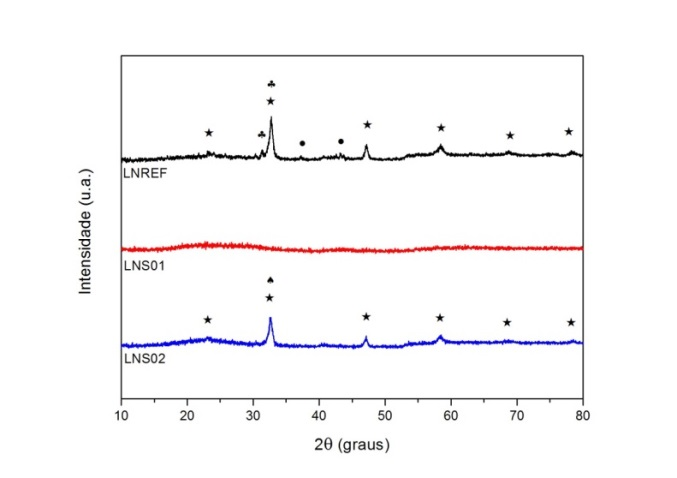 Intensidade (u.a.)
LNREF
LNS01
LNS02
10 20 30 40 50 60 70 80
2θ (graus)